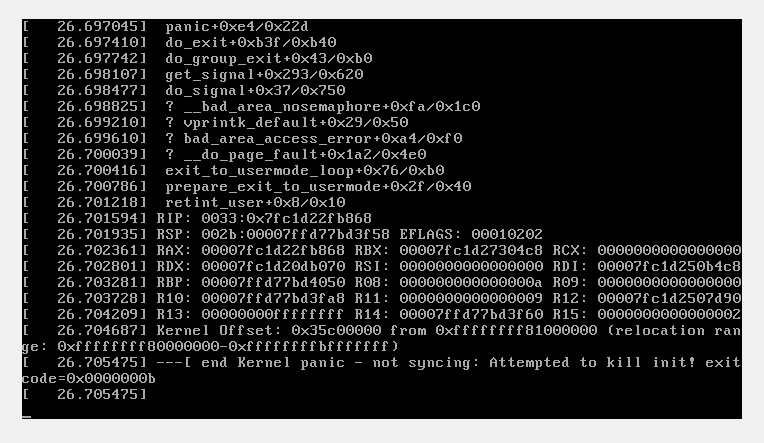 [   26.697045]  panic+0xe4/0x22d
[   26.697410]  do_exit+0xb3f/0xb40
[   26.697742]  do_group_exit+0x43/0xb0
[   26.698107]  get_signal+0x293/0x620
[   26.698477]  do_signal+0x37/0x750
[   26.698825]  ? __bad_area_nosemaphore+0xfa/0x1c0
[   26.699210]  ? vprintk_default+0x29/0x50
[   26.699610]  ? bad_area_access_error+0xa4/0xf0
[   26.700039]  ? __do_page_fault+0x1a2/0x4e0
[   26.700416]  exit_to_usermode_loop+0x76/0xb0
[   26.700786]  prepare_exit_to_usermode+0x2f/0x40
[   26.701218]  retint_user+0x8/0x10
[   26.701594] RIP: 0033:0x7fc1d22fb868
[   26.701935] RSP: 002b:00007ffd77bd3f58 EFLAGS: 00010202
[   26.702361] RAX: 00007fc1d22fb868 RBX: 00007fc1d27304c8 RCX: 0000000000000000
[   26.702801] RDX: 00007fc1d20db070 RSI: 0000000000000000 RDI: 00007fc1d250b4c8
[   26.703281] RBP: 00007ffd77bd4050 R08: 000000000000000a R09: 0000000000000000
[   26.703728] R10: 00007ffd77bd3fa8 R11: 0000000000000009 R12: 00007fc1d2507d90
[   26.704209] R13: 00000000ffffffff R14: 00007ffd77bd3f60 R15: 0000000000000002
[   26.704687] Kernel Offset: 0x35c00000 from 0xffffffff81000000 (relocation ran
ge: 0xffffffff80000000-0xffffffffbfffffff)
[   26.705475] ---[ end Kernel panic - not syncing: Attempted to kill init! exit
code=0x0000000b
[   26.705475]
_